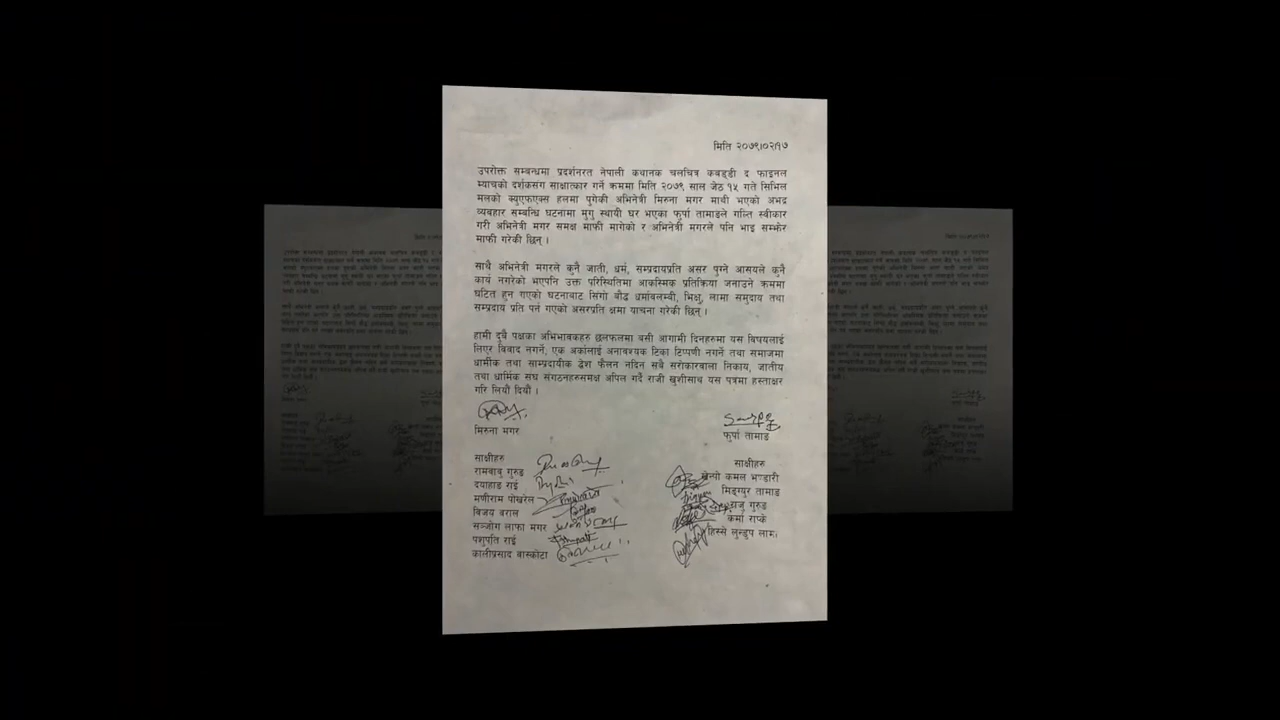 मिति २०७९।०२।१७
उपरोक्त सम्बन्धमा प्रदर्शनरत नेपाली कथानक चलचित्र कबड्डी द फाइनल
म्याचको दर्शकसंग साक्षात्कार गर्ने क्रममा मिति २०७९ साल जेठ १५ गते सिभिल
मलको क्युएफएक्स हलमा पुगेकी अभिनेत्री मिरुना मगर माथी भएको अभद्र
व्यबहार सम्बन्धि घटनामा मुगु स्थायी घर भएका फुर्पा तामाङले गल्ति स्वीकार
गरी अभिनेत्री मगर समक्ष माफी मागेको र अभिनेत्री मगरले पनि भाइ सम्झेर
माफी गरेकी छिन् ।
साथै अभिनेत्री मगरले कुनै जाती, धर्म, सम्प्रदायप्रति असर पुग्ने आसयले कुनै
कार्य नगरेको भएपनि उक्त परिस्थितिमा आकस्मिक प्रतिक्रिया जनाउने क्रममा
घटित हुन गएको घटनाबाट सिंगो बौद्ध धर्मावलम्बी, भिक्षु, लामा समुदाय तथा
सम्प्रदाय प्रति पर्न गएको असरप्रति क्षमा याचना गरेकी छिन् ।
हामी दुबै पक्षका अभिभावकहरु छलफलमा बसी आगामी दिनहरुमा यस विषयलाई
लिएर विवाद नगर्ने, एक अर्कालाई अनावश्यक टिका टिप्पणी नगर्ने तथा समाजमा
धार्मीक तथा साम्प्रदायीक द्वेश फैलन नदिन सबै सरोकारवाला निकाय, जातीय
तथा धार्मिक संघ संगठनहरुसमक्ष अपिल गर्दै राजी खुशीसाथ यस पत्रमा हस्ताक्षर
गरि लियौं दियौं ।
मिरुना मगर
फुर्पा तामाङ
साक्षीहरु
रामबाबु गुरुङ
दयाहाङ राई
मणीराम पोखरेल
विजय बराल
सञ्जोग लाफा मगर
पशुपति राई
कालीप्रसाद बास्कोटा
साक्षीहरु
खेन्पो कमल भण्डारी
मिङग्युर तामाङ
राजु गुरुङ
कर्मा राप्के
हिस्से लुन्डुप लामा